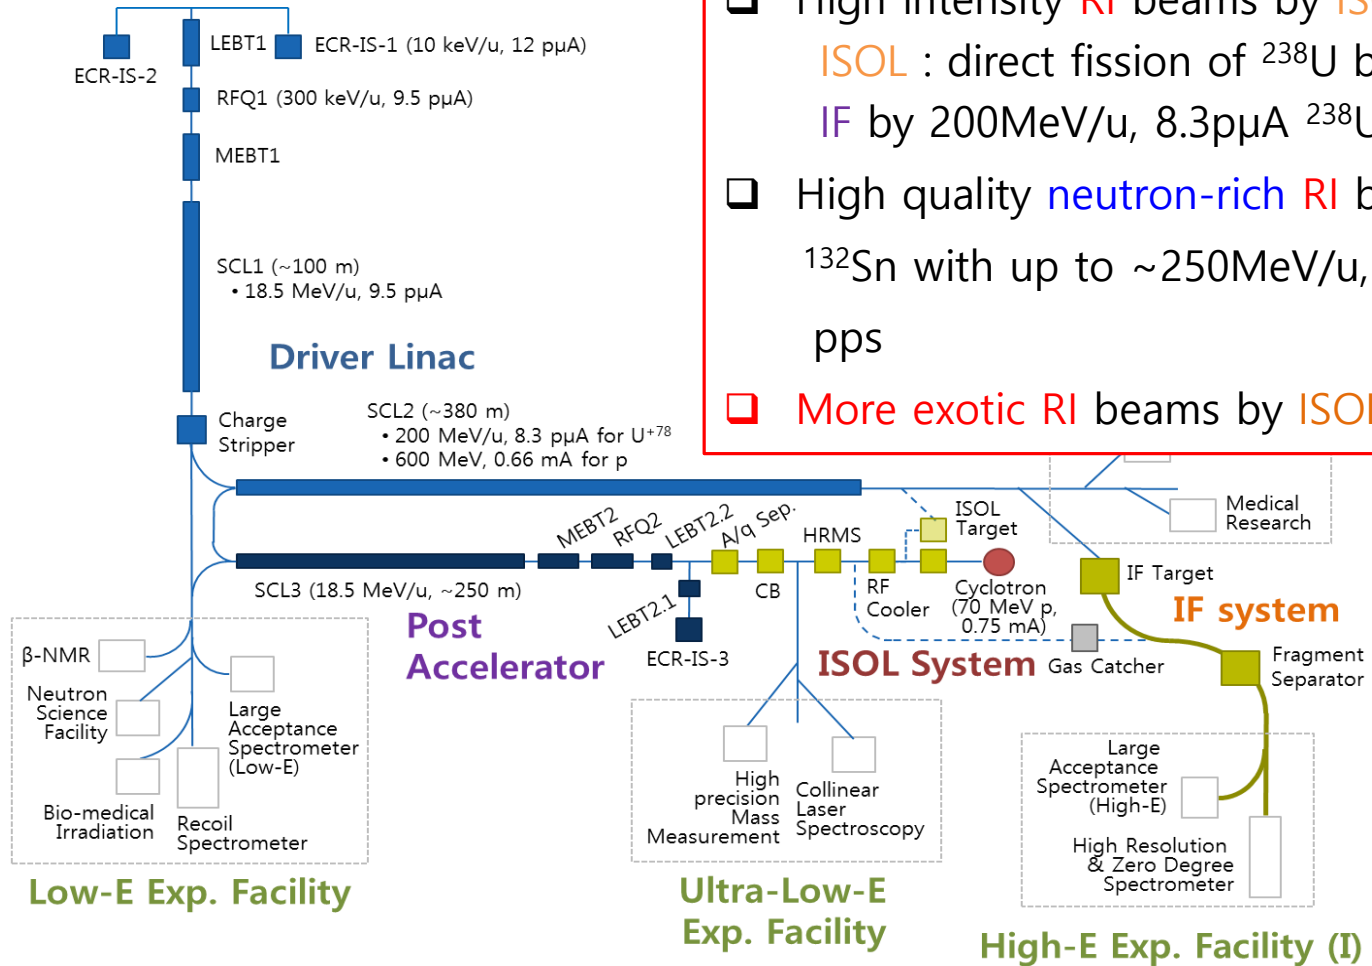 LEBT1
ECR-IS-1 (10 keV/u, 12 pμA)
ECR-IS-2
RFQ1 (300 keV/u, 9.5 pμA)
MEBT1
SCL1 (~100 m)
• 18.5 MeV/u, 9.5 pμA
Driver Linac
Charge
Stripper
SCL2 (~380 m)
• 200 MeV/u, 8.3 pμA for U⁺⁷⁸
• 600 MeV, 0.66 mA for p
❑ High intensity RI beams by IS
ISOL : direct fission of ²³⁸U b
IF by 200MeV/u, 8.3pμA ²³⁸U
❑ High quality neutron-rich RI b
¹³²Sn with up to ~250MeV/u,
pps
❑ More exotic RI beams by ISOL
Medical
Research
MEBT2
RFQ2
LEBT2.2
A/q Sep.
HRMS
ISOL
Target
SCL3 (18.5 MeV/u, ~250 m)
LEBT2.1
ECR-IS-3
CB
RF
Cooler
Cyclotron
(70 MeV p,
0.75 mA)
IF Target
IF system
Post
Accelerator
ISOL System
Gas Catcher
Fragment
Separator
β-NMR
Neutron
Science
Facility
Large
Acceptance
Spectrometer
(Low-E)
Bio-medical
Irradiation
Recoil
Spectrometer
Low-E Exp. Facility
High
precision
Mass
Measurement
Collinear
Laser
Spectroscopy
Ultra-Low-E
Exp. Facility
Large
Acceptance
Spectrometer
(High-E)
High Resolution
& Zero Degree
Spectrometer
High-E Exp. Facility (I)